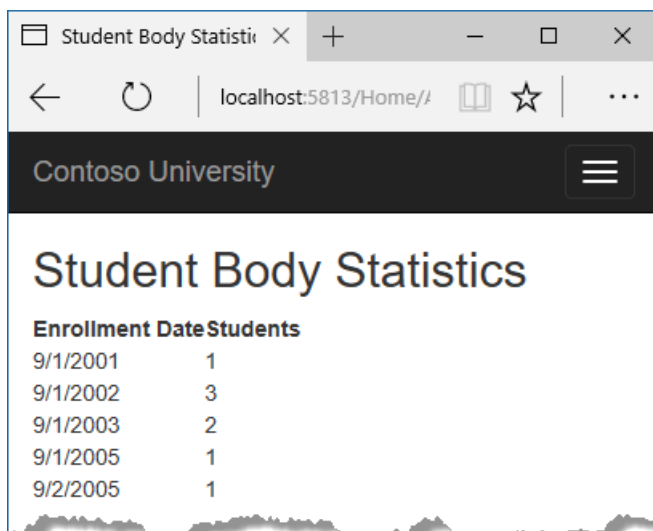 Student Body Statisti
localhost:5813/Home/A
Contoso University
Student Body Statistics
Enrollment Date Students
9/1/2001 1
9/1/2002 3
9/1/2003 2
9/1/2005 1
9/2/2005 1